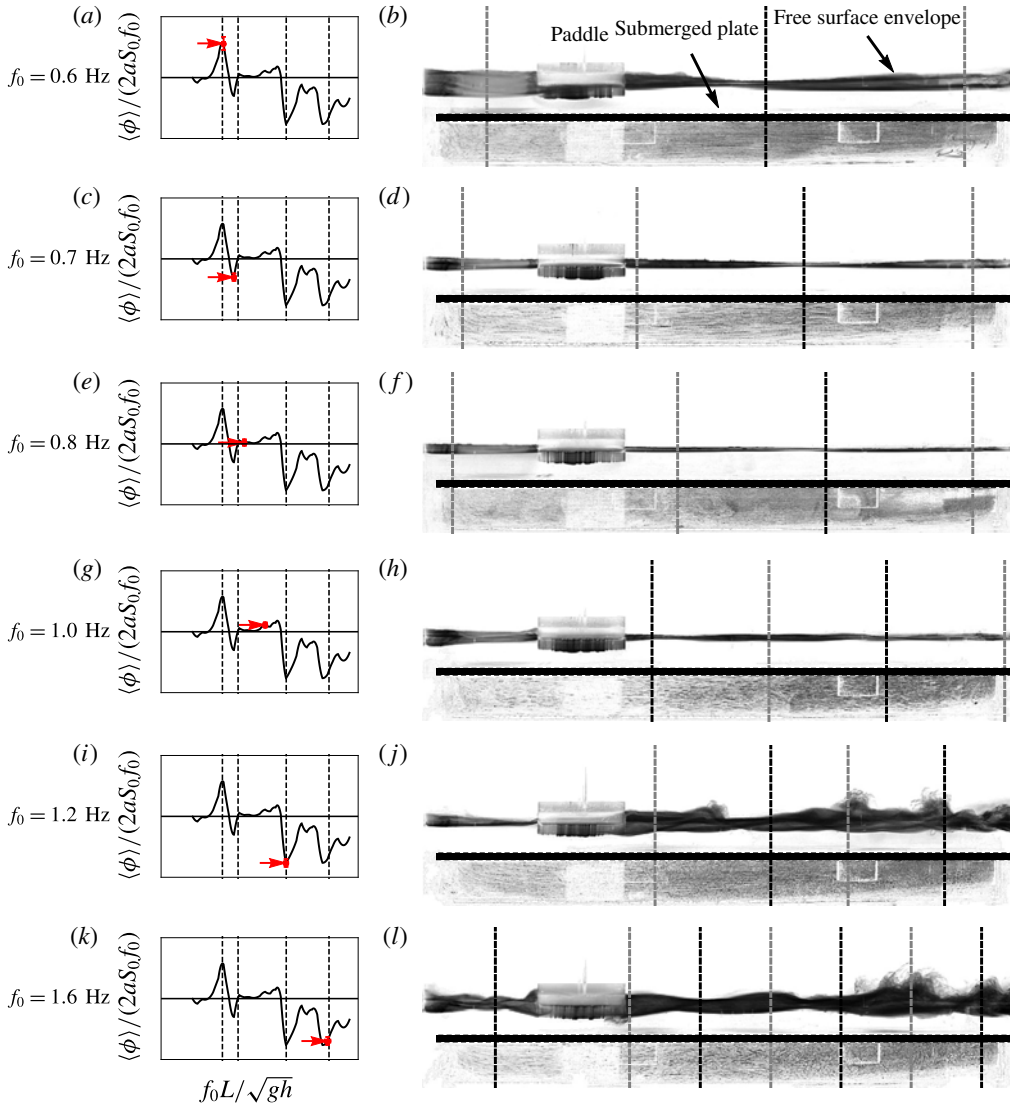 (a)
(b)
Paddle
Submerged plate
Free surface envelope
f₀ = 0.6 Hz
⟨ϕ⟩/(2aS₀f₀)
(c)
(d)
f₀ = 0.7 Hz
⟨ϕ⟩/(2aS₀f₀)
(e)
(f)
f₀ = 0.8 Hz
⟨ϕ⟩/(2aS₀f₀)
(g)
(h)
f₀ = 1.0 Hz
⟨ϕ⟩/(2aS₀f₀)
(i)
(j)
f₀ = 1.2 Hz
⟨ϕ⟩/(2aS₀f₀)
(k)
(l)
f₀ = 1.6 Hz
⟨ϕ⟩/(2aS₀f₀)
f₀L/√gh